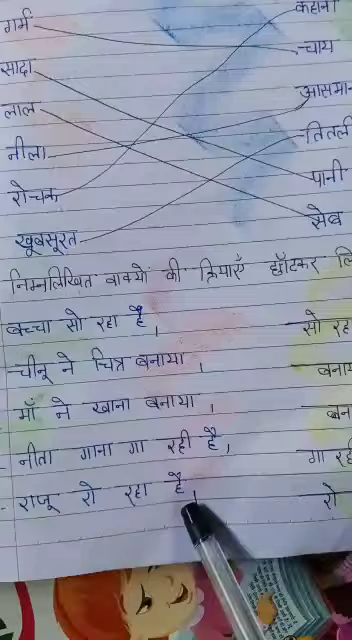 गर्म कहानी
चाय
सादा
आसमा
लाल
तितली
नीला
पानी
रोचक
सेब
खूबसूरत
निम्नलिखित वाक्यो की क्रियाएँ छाँटकर लि
बच्चा सो रहा है। सो रह
चीनू ने चित्र बनाया। बनाय
माँ ने खाना बनाया। बन
नीता गाना गा रही है। गा रही
राजू रो रहा है। रो